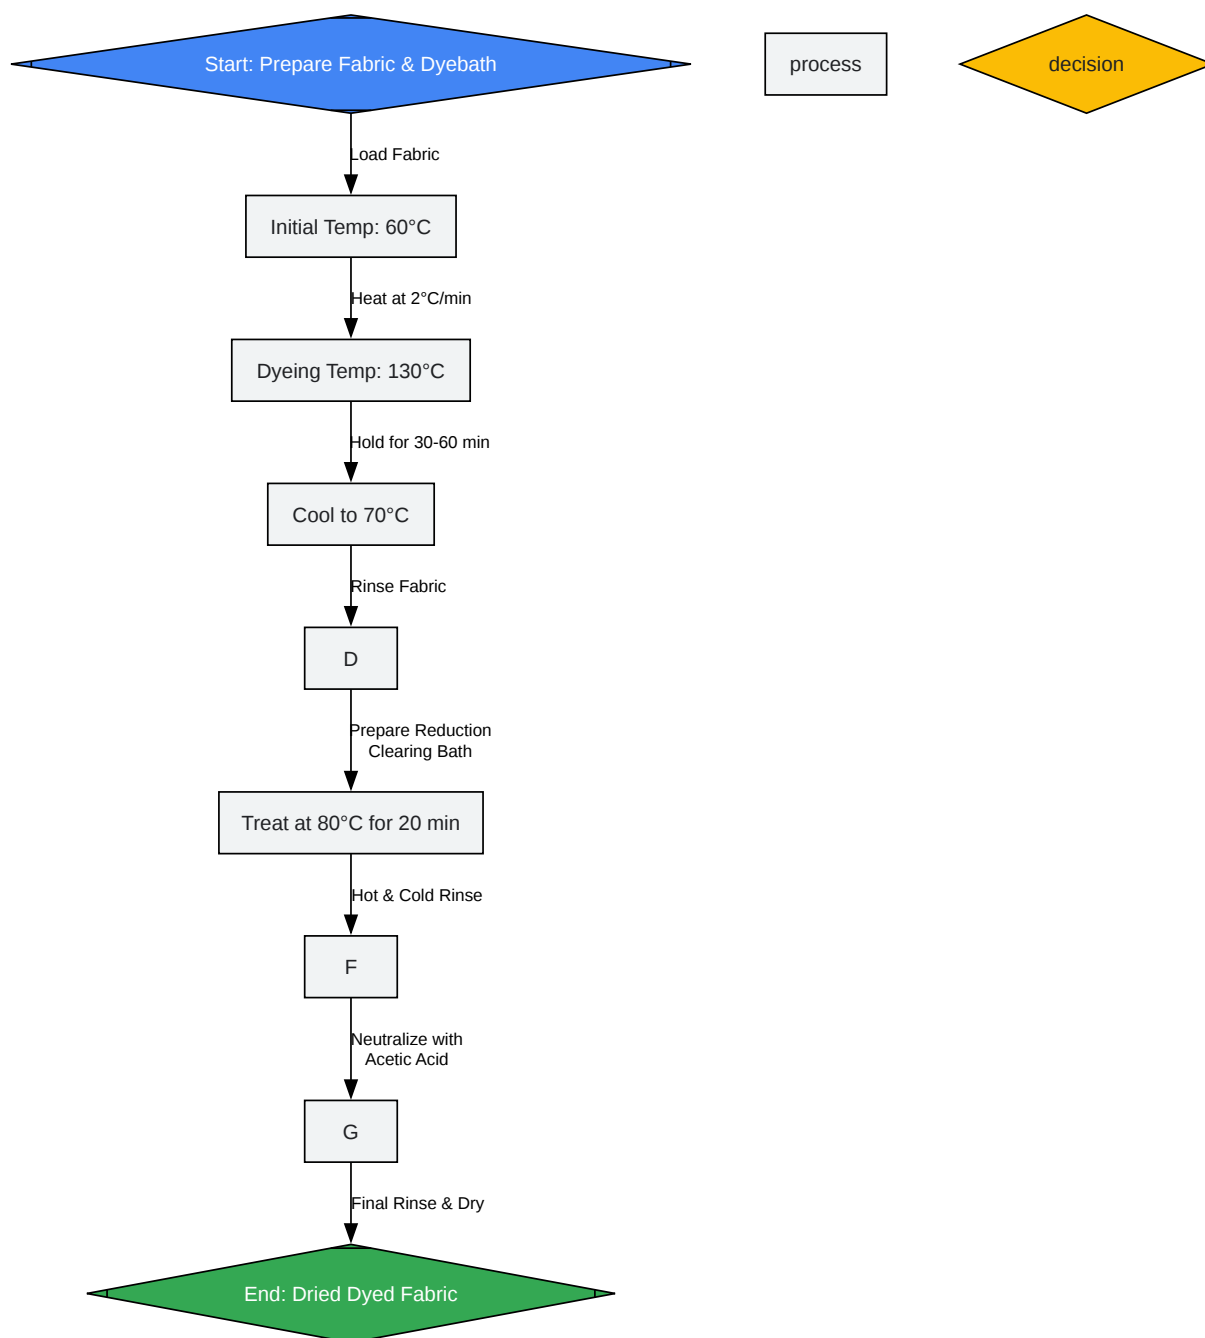 Start: Prepare Fabric & Dyebath
process
decision
Load Fabric
Initial Temp: 60°C
Heat at 2°C/min
Dyeing Temp: 130°C
Hold for 30-60 min
Cool to 70°C
Rinse Fabric
D
Prepare Reduction
Clearing Bath
Treat at 80°C for 20 min
Hot & Cold Rinse
F
Neutralize with
Acetic Acid
G
Final Rinse & Dry
End: Dried Dyed Fabric